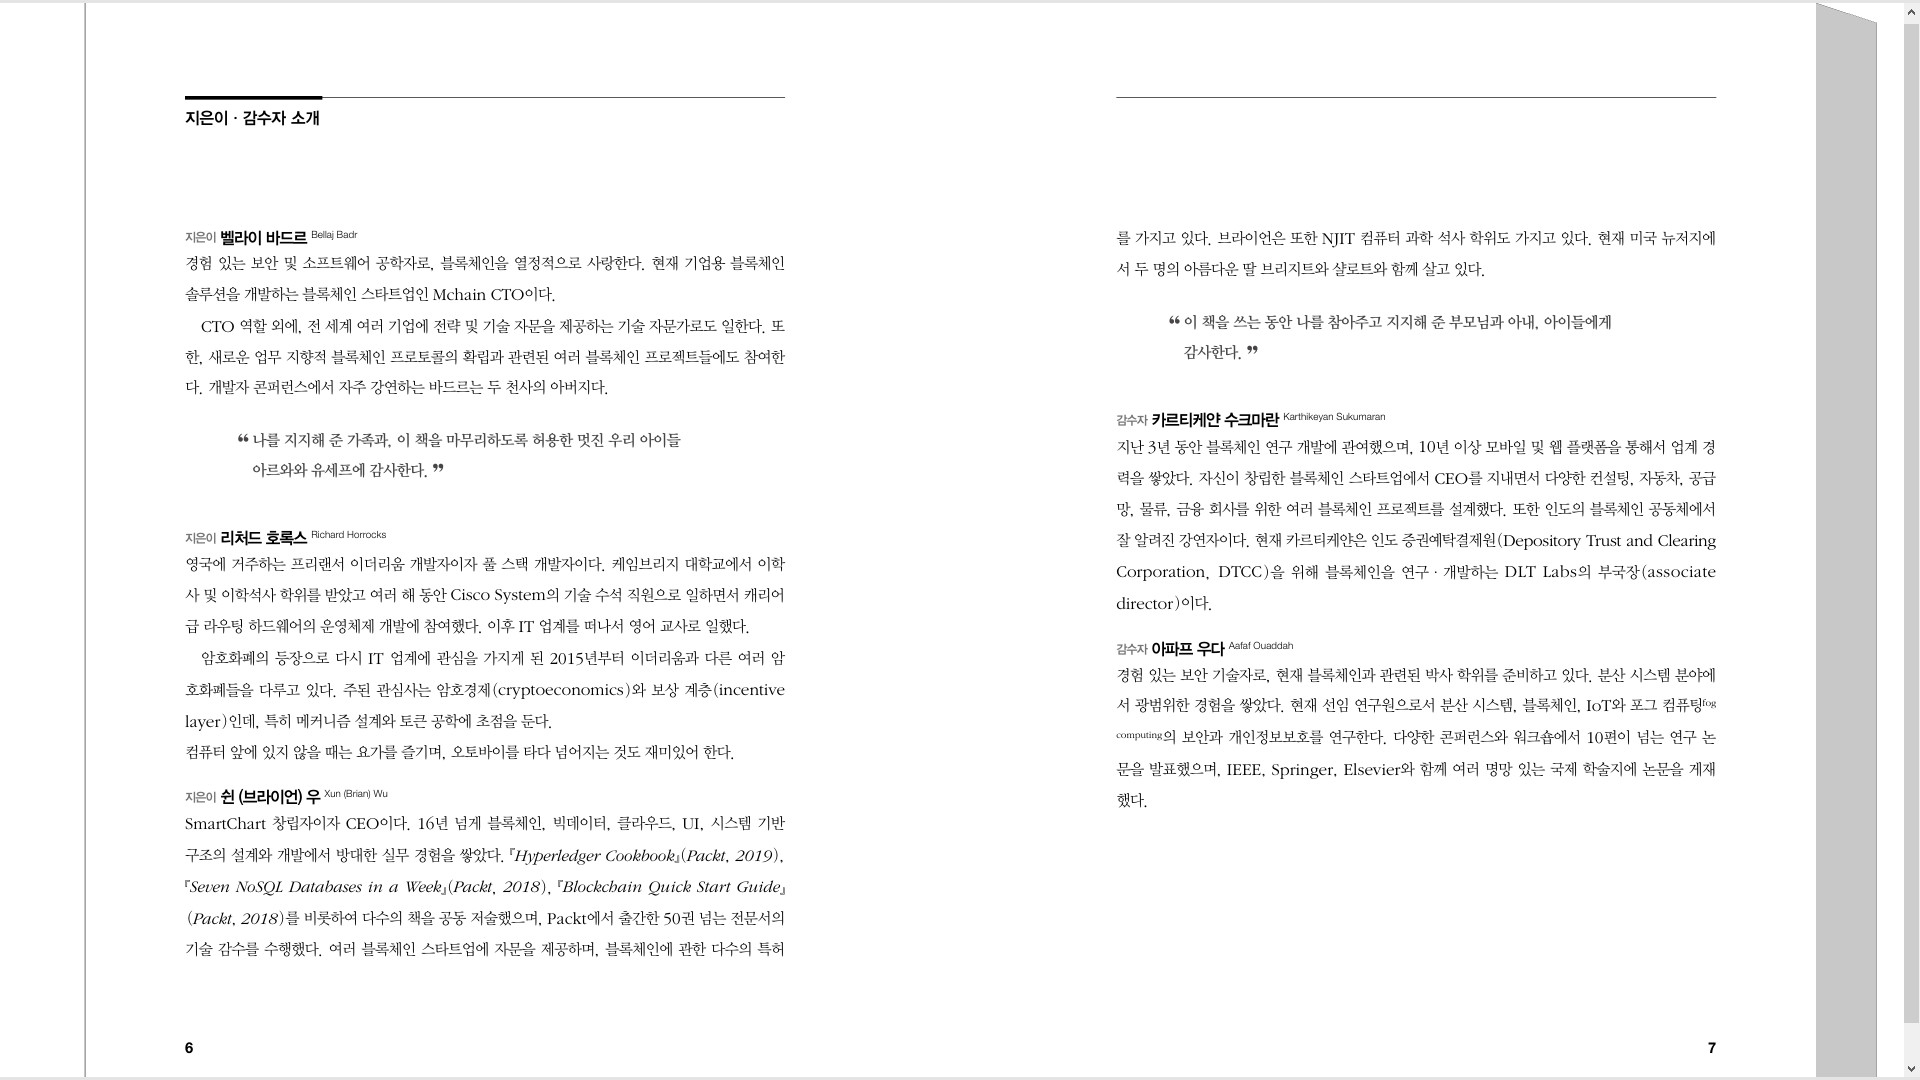 지은이 · 감수자 소개
지은이 벨라이 바드르 Bellaj Badr
경험 있는 보안 및 소프트웨어 공학자로, 블록체인을 열정적으로 사랑한다. 현재 기업용 블록체인
솔루션을 개발하는 블록체인 스타트업인 Mchain CTO이다.
CTO 역할 외에, 전 세계 여러 기업에 전략 및 기술 자문을 제공하는 기술 자문가로도 일한다. 또
한, 새로운 업무 지향적 블록체인 프로토콜의 확립과 관련된 여러 블록체인 프로젝트들에도 참여한
다. 개발자 콘퍼런스에서 자주 강연하는 바드르는 두 천사의 아버지다.
❝ 나를 지지해 준 가족과, 이 책을 마무리하도록 허용한 멋진 우리 아이들
아르와와 유세프에 감사한다. ❞
지은이 리처드 호록스 Richard Horrocks
영국에 거주하는 프리랜서 이더리움 개발자이자 풀 스택 개발자이다. 케임브리지 대학교에서 이학
사 및 이학석사 학위를 받았고 여러 해 동안 Cisco System의 기술 수석 직원으로 일하면서 캐리어
급 라우팅 하드웨어의 운영체제 개발에 참여했다. 이후 IT 업계를 떠나서 영어 교사로 일했다.
암호화폐의 등장으로 다시 IT 업계에 관심을 가지게 된 2015년부터 이더리움과 다른 여러 암
호화폐들을 다루고 있다. 주된 관심사는 암호경제(cryptoeconomics)와 보상 계층(incentive
layer)인데, 특히 메커니즘 설계와 토큰 공학에 초점을 둔다.
컴퓨터 앞에 있지 않을 때는 요가를 즐기며, 오토바이를 타다 넘어지는 것도 재미있어 한다.
지은이 쉰 (브라이언) 우 Xun (Brian) Wu
SmartChart 창립자이자 CEO이다. 16년 넘게 블록체인, 빅데이터, 클라우드, UI, 시스템 기반
구조의 설계와 개발에서 방대한 실무 경험을 쌓았다. 『Hyperledger Cookbook』(Packt, 2019),
『Seven NoSQL Databases in a Week』(Packt, 2018), 『Blockchain Quick Start Guide』
(Packt, 2018)를 비롯하여 다수의 책을 공동 저술했으며, Packt에서 출간한 50권 넘는 전문서의
기술 감수를 수행했다. 여러 블록체인 스타트업에 자문을 제공하며, 블록체인에 관한 다수의 특허
6
를 가지고 있다. 브라이언은 또한 NJIT 컴퓨터 과학 석사 학위도 가지고 있다. 현재 미국 뉴저지에
서 두 명의 아름다운 딸 브리지트와 샬로트와 함께 살고 있다.
❝ 이 책을 쓰는 동안 나를 참아주고 지지해 준 부모님과 아내, 아이들에게
감사한다. ❞
감수자 카르티케얀 수크마란 Karthikeyan Sukumaran
지난 3년 동안 블록체인 연구 개발에 관여했으며, 10년 이상 모바일 및 웹 플랫폼을 통해서 업계 경
력을 쌓았다. 자신이 창립한 블록체인 스타트업에서 CEO를 지내면서 다양한 컨설팅, 자동차, 공급
망, 물류, 금융 회사를 위한 여러 블록체인 프로젝트를 설계했다. 또한 인도의 블록체인 공동체에서
잘 알려진 강연자이다. 현재 카르티케얀은 인도 증권예탁결제원(Depository Trust and Clearing
Corporation, DTCC)을 위해 블록체인을 연구 · 개발하는 DLT Labs의 부국장(associate
director)이다.
감수자 아파프 우다 Aafaf Ouaddah
경험 있는 보안 기술자로, 현재 블록체인과 관련된 박사 학위를 준비하고 있다. 분산 시스템 분야에
서 광범위한 경험을 쌓았다. 현재 선임 연구원으로서 분산 시스템, 블록체인, IoT와 포그 컴퓨팅fog
computing의 보안과 개인정보보호를 연구한다. 다양한 콘퍼런스와 워크숍에서 10편이 넘는 연구 논
문을 발표했으며, IEEE, Springer, Elsevier와 함께 여러 명망 있는 국제 학술지에 논문을 게재
했다.
7